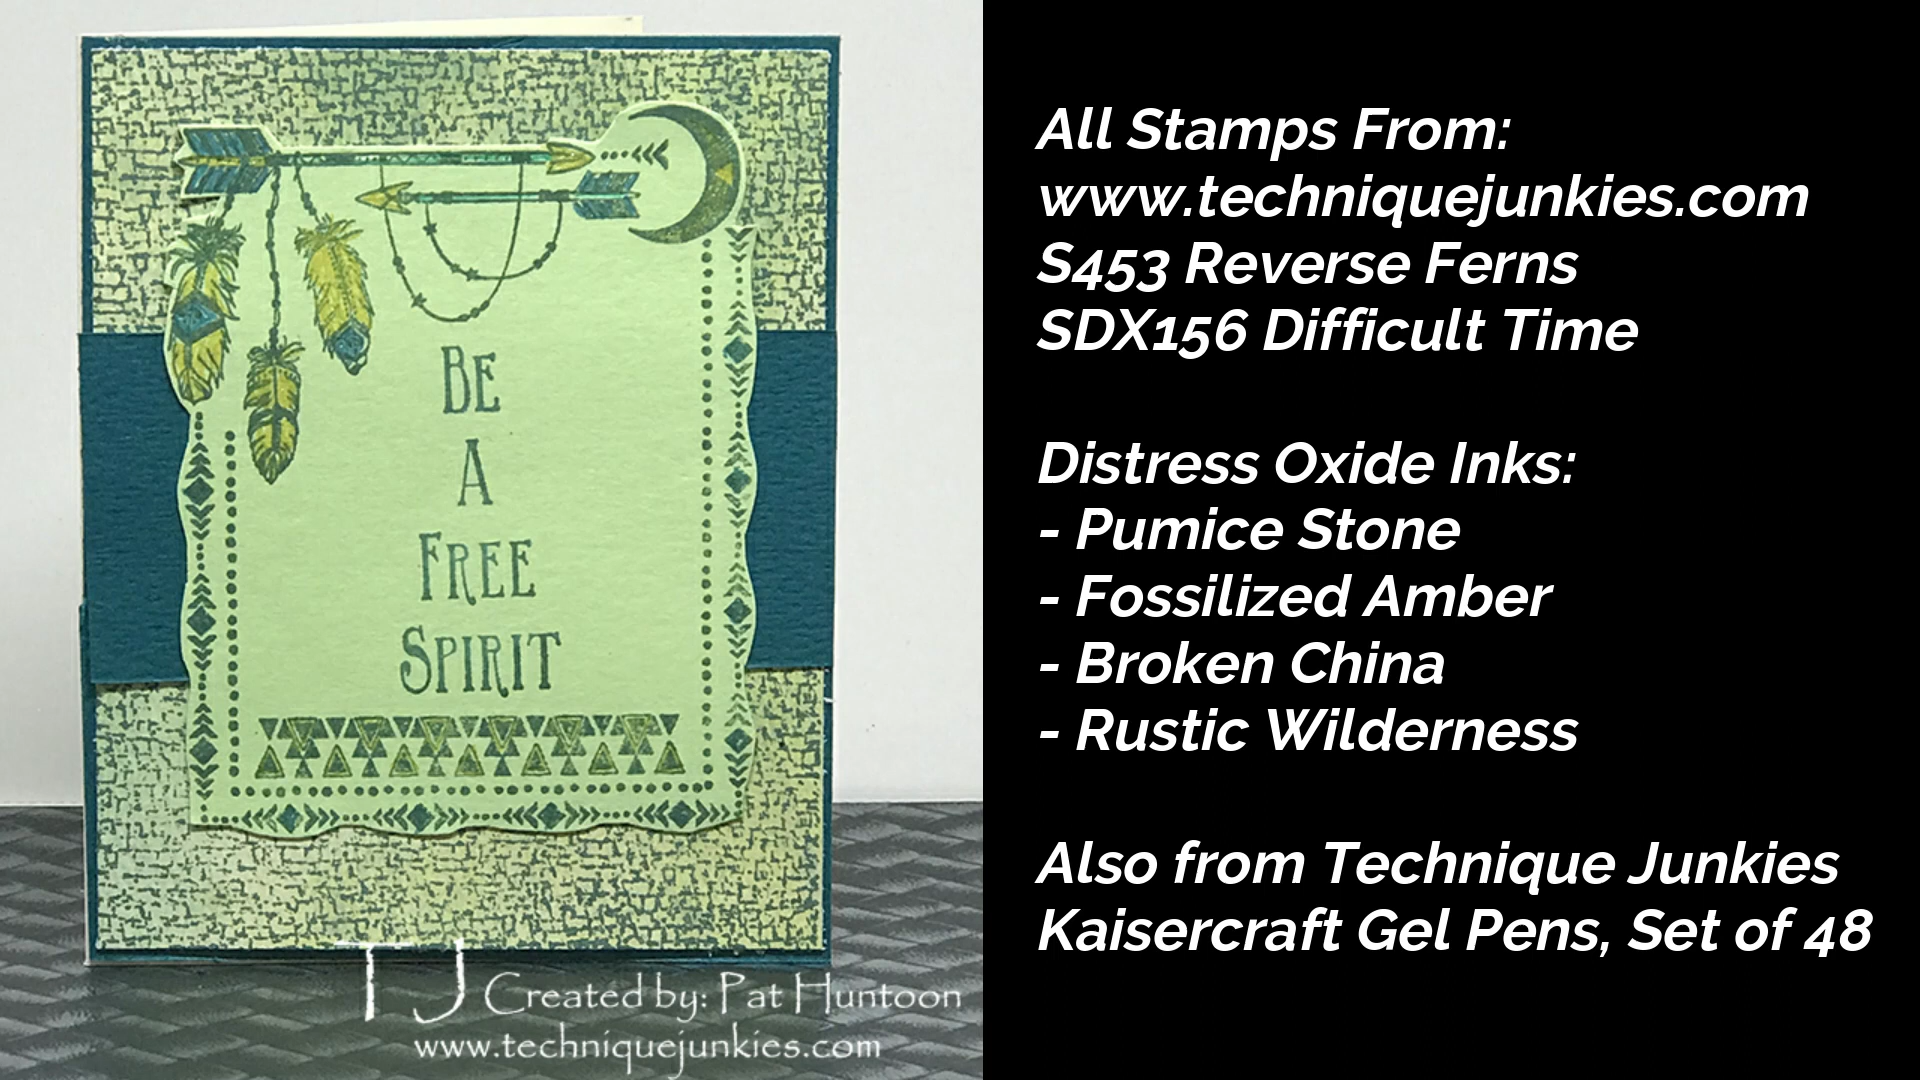 Be
A
Free
Spirit
TJ Created by: Pat Huntoon
www.techniquejunkies.com
All Stamps From:
www.techniquejunkies.com
S453 Reverse Ferns
SDX156 Difficult Time
Distress Oxide Inks:
- Pumice Stone
- Fossilized Amber
- Broken China
- Rustic Wilderness
Also from Technique Junkies
Kaisercraft Gel Pens, Set of 48